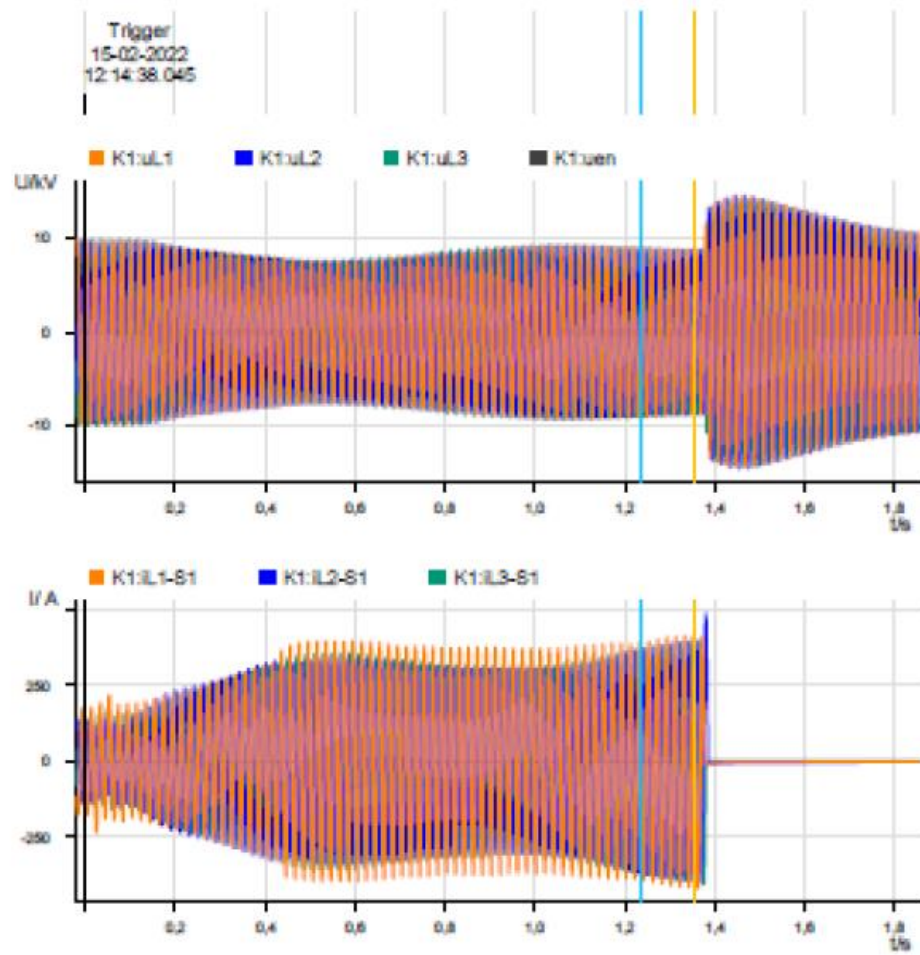 Trigger
15-02-2022
12:14:38.045
K1:uL1 K1:uL2 K1:uL3 K1:uen
U/kV
10
0
-10
0,2 0,4 0,6 0,8 1,0 1,2 1,4 1,6 1,8
t/s
K1:iL1-S1 K1:iL2-S1 K1:iL3-S1
I/ A
250
0
-250
0,2 0,4 0,6 0,8 1,0 1,2 1,4 1,6 1,8
t/s